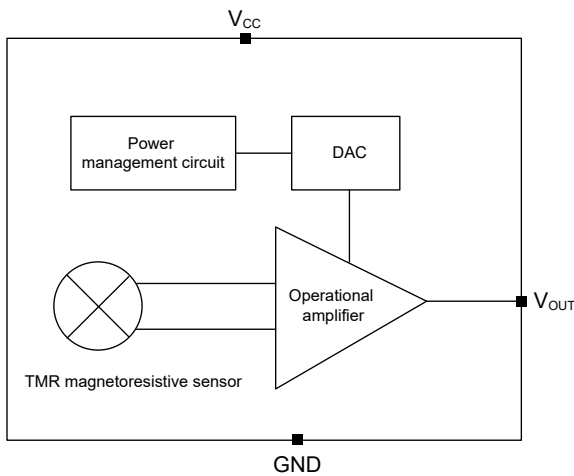 VCC
Power
management circuit
DAC
Operational
amplifier
VOUT
TMR magnetoresistive sensor
GND